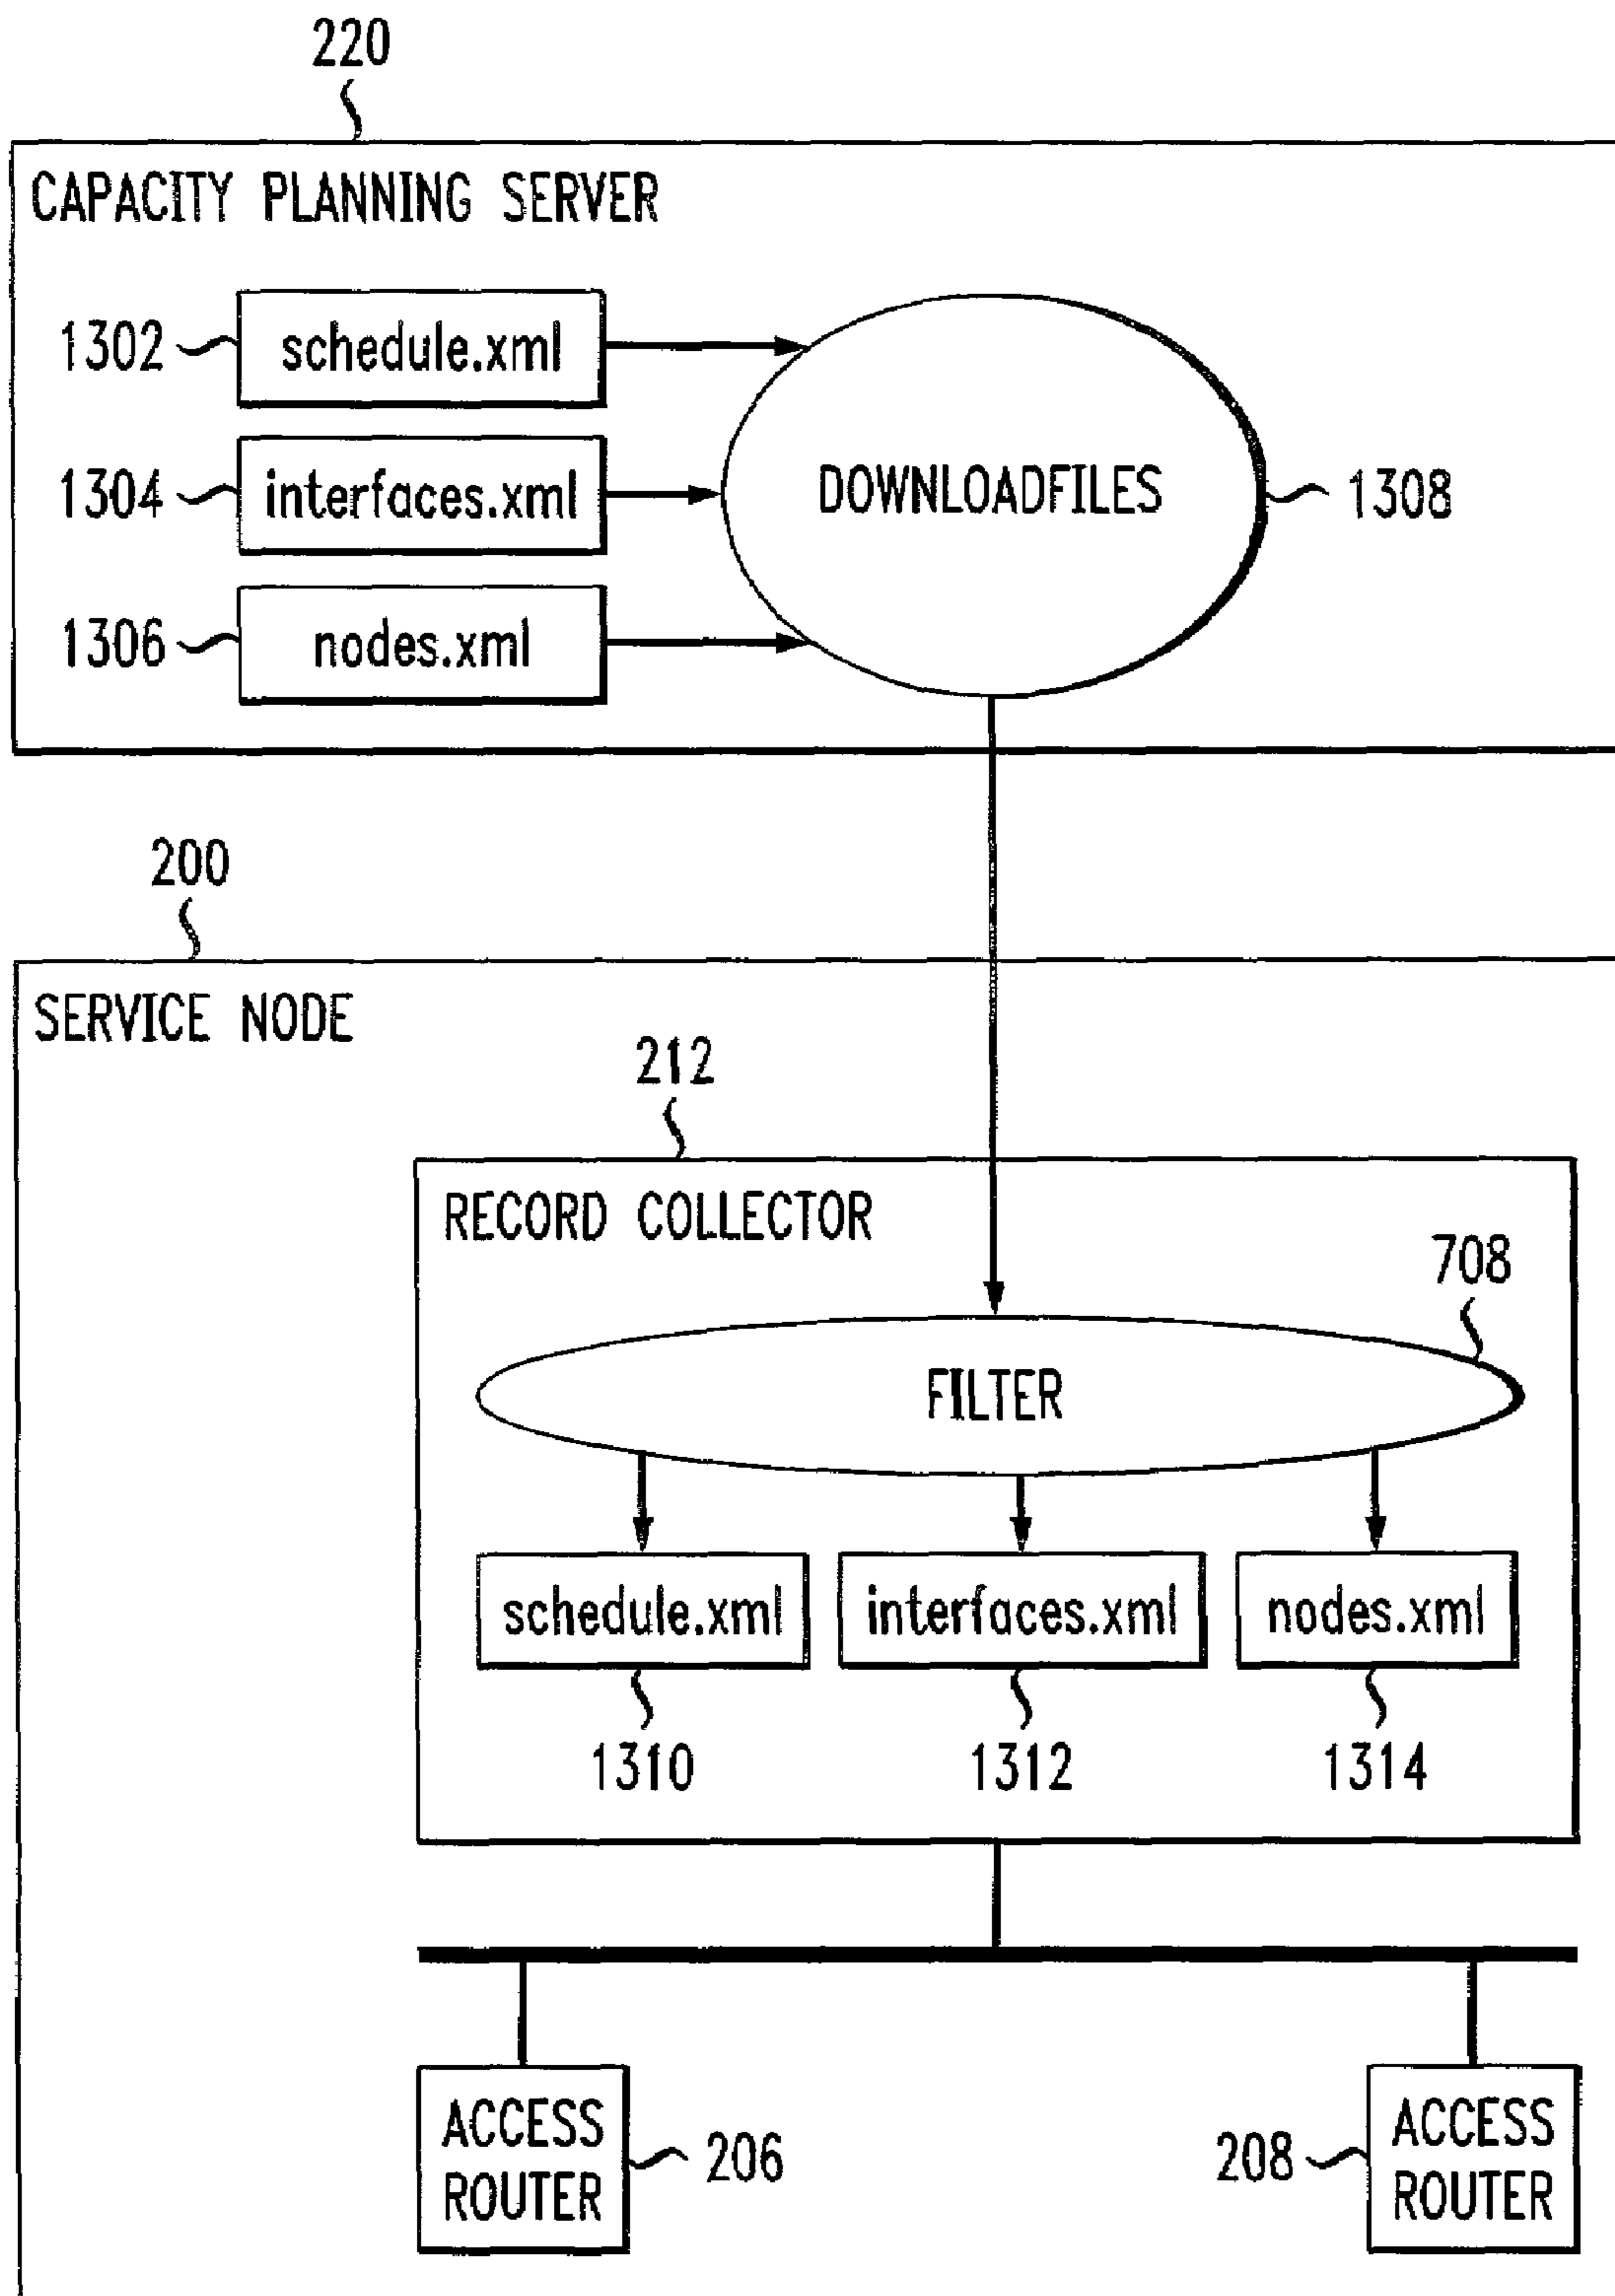 220
CAPACITY PLANNING SERVER
1302
schedule.xml
1304
interfaces.xml
DOWNLOADFILES
1308
1306
nodes.xml
200
SERVICE NODE
212
RECORD COLLECTOR
708
FILTER
schedule.xml
interfaces.xml
nodes.xml
1310
1312
1314
ACCESS
ROUTER
206
208
ACCESS
ROUTER